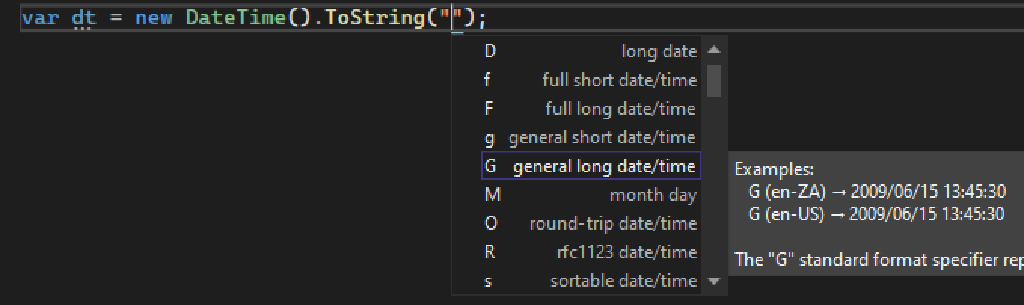 var dt = new DateTime().ToString("");
D long date
f full short date/time
F full long date/time
g general short date/time
G general long date/time
M month day
O round-trip date/time
R rfc1123 date/time
s sortable date/time
Examples:
G (en-ZA) → 2009/06/15 13:45:30
G (en-US) → 2009/06/15 13:45:30
The "G" standard format specifier rep